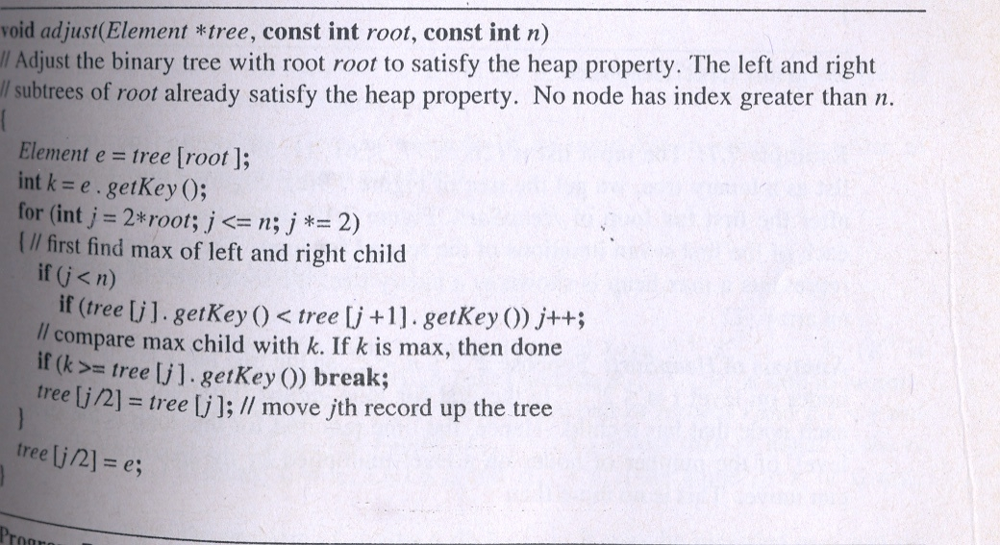 void adjust(Element *tree, const int root, const int n)
// Adjust the binary tree with root root to satisfy the heap property. The left and right
// subtrees of root already satisfy the heap property. No node has index greater than n.
{
Element e = tree [root ];
int k = e . getKey ();
for (int j = 2*root; j <= n; j *= 2)
{ // first find max of left and right child
if (j < n)
if (tree [j ] . getKey () < tree [j +1] . getKey ()) j++;
// compare max child with k. If k is max, then done
if (k >= tree [j ] . getKey ()) break;
tree [j /2] = tree [j ]; // move jth record up the tree
}
tree [j /2] = e;
}